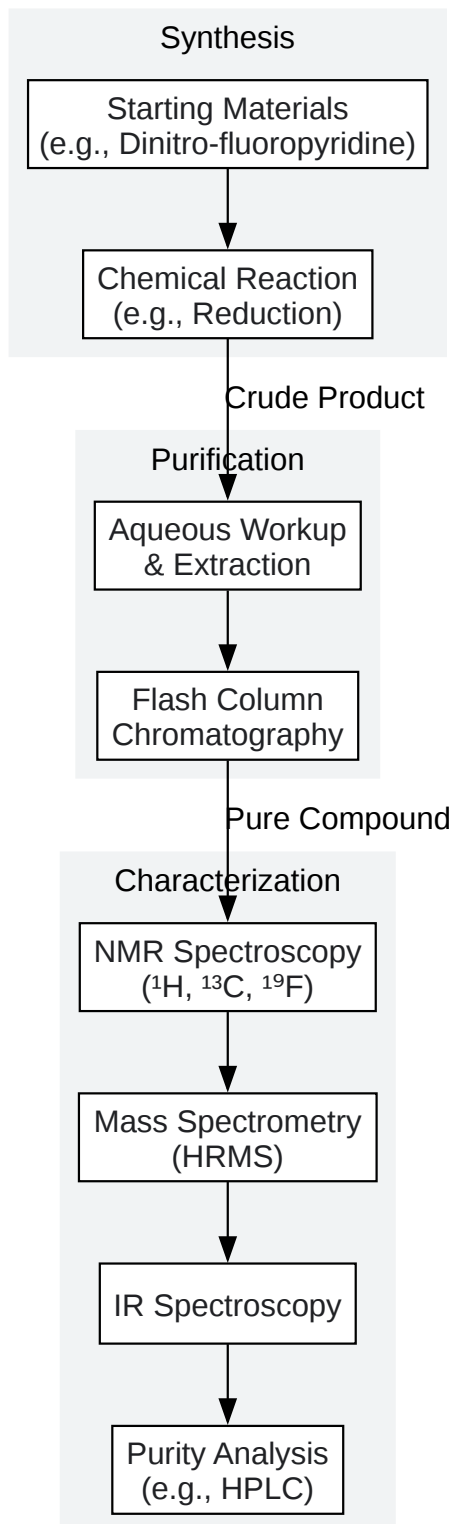 Synthesis
Starting Materials
(e.g., Dinitro-fluoropyridine)
Chemical Reaction
(e.g., Reduction)
Crude Product
Purification
Aqueous Workup
& Extraction
Flash Column
Chromatography
Pure Compound
Characterization
NMR Spectroscopy
(¹H, ¹³C, ¹⁹F)
Mass Spectrometry
(HRMS)
IR Spectroscopy
Purity Analysis
(e.g., HPLC)